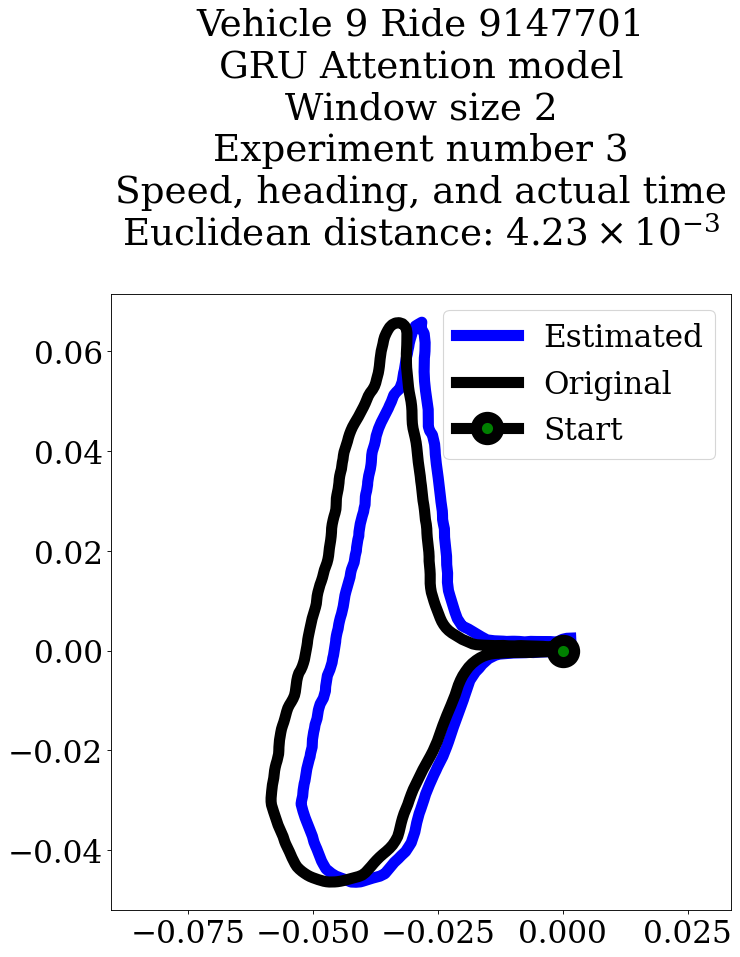 Vehicle 9 Ride 9147701
GRU Attention model
Window size 2
Experiment number 3
Speed, heading, and actual time
Euclidean distance: 4.23 × 10⁻³
Estimated
Original
Start
0.06
0.04
0.02
0.00
−0.02
−0.04
−0.075 −0.050 −0.025 0.000 0.025